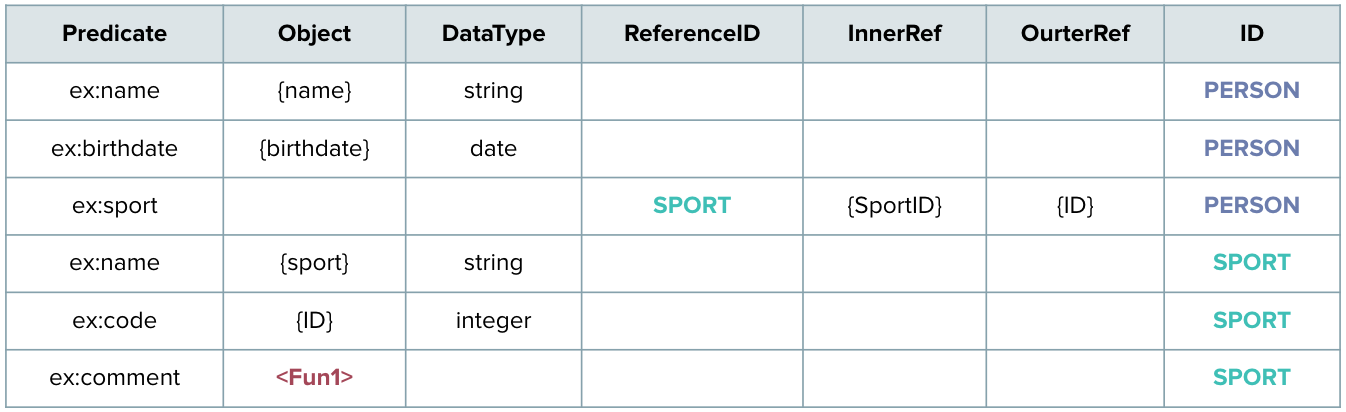 Predicate Object DataType ReferenceID InnerRef OurterRef ID
ex:name {name} string PERSON
ex:birthdate {birthdate} date PERSON
ex:sport SPORT {SportID} {ID} PERSON
ex:name {sport} string SPORT
ex:code {ID} integer SPORT
ex:comment <Fun1> SPORT